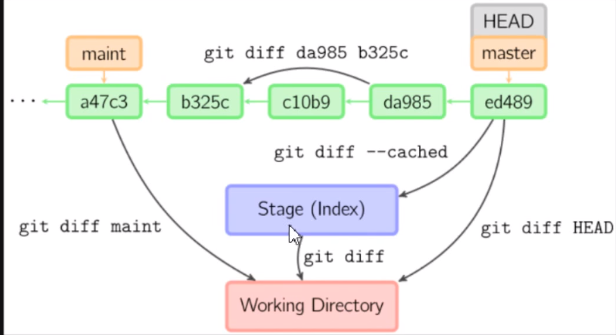 HEAD
maint
git diff da985 b325c
master
...
a47c3
b325c
c10b9
da985
ed489
git diff --cached
Stage (Index)
git diff maint
git diff HEAD
git diff
Working Directory